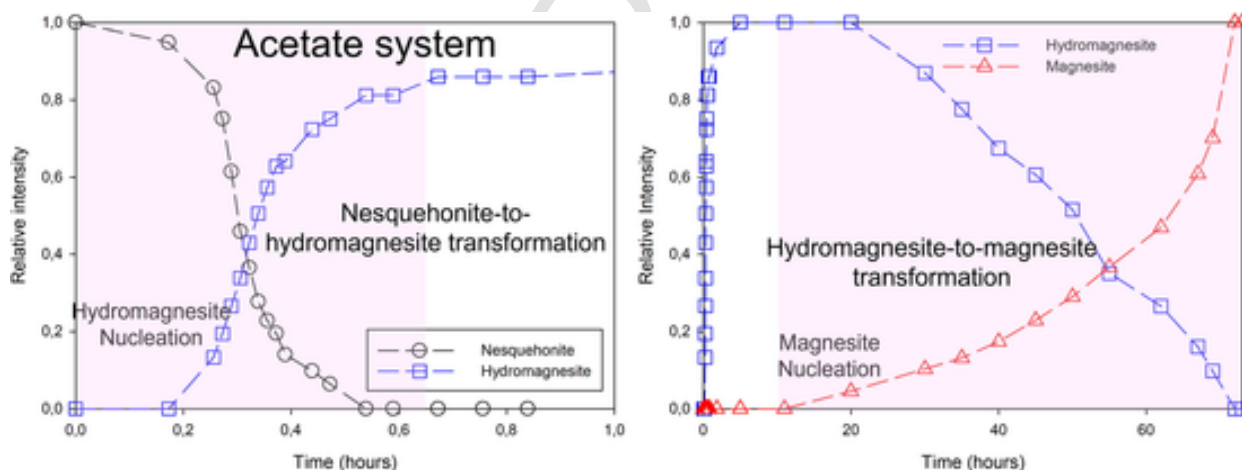 Acetate system
Relative intensity
1,0
0,8
0,6
0,4
0,2
0,0
Nesquehonite-to-
hydromagnesite transformation
Hydromagnesite
Nucleation
Nesquehonite
Hydromagnesite
0,0 0,2 0,4 0,6 0,8 1,0
Time (hours)
Relative Intensity
1,0
0,8
0,6
0,4
0,2
0,0
Hydromagnesite
Magnesite
Hydromagnesite-to-magnesite
transformation
Magnesite
Nucleation
0 20 40 60
Time (hours)